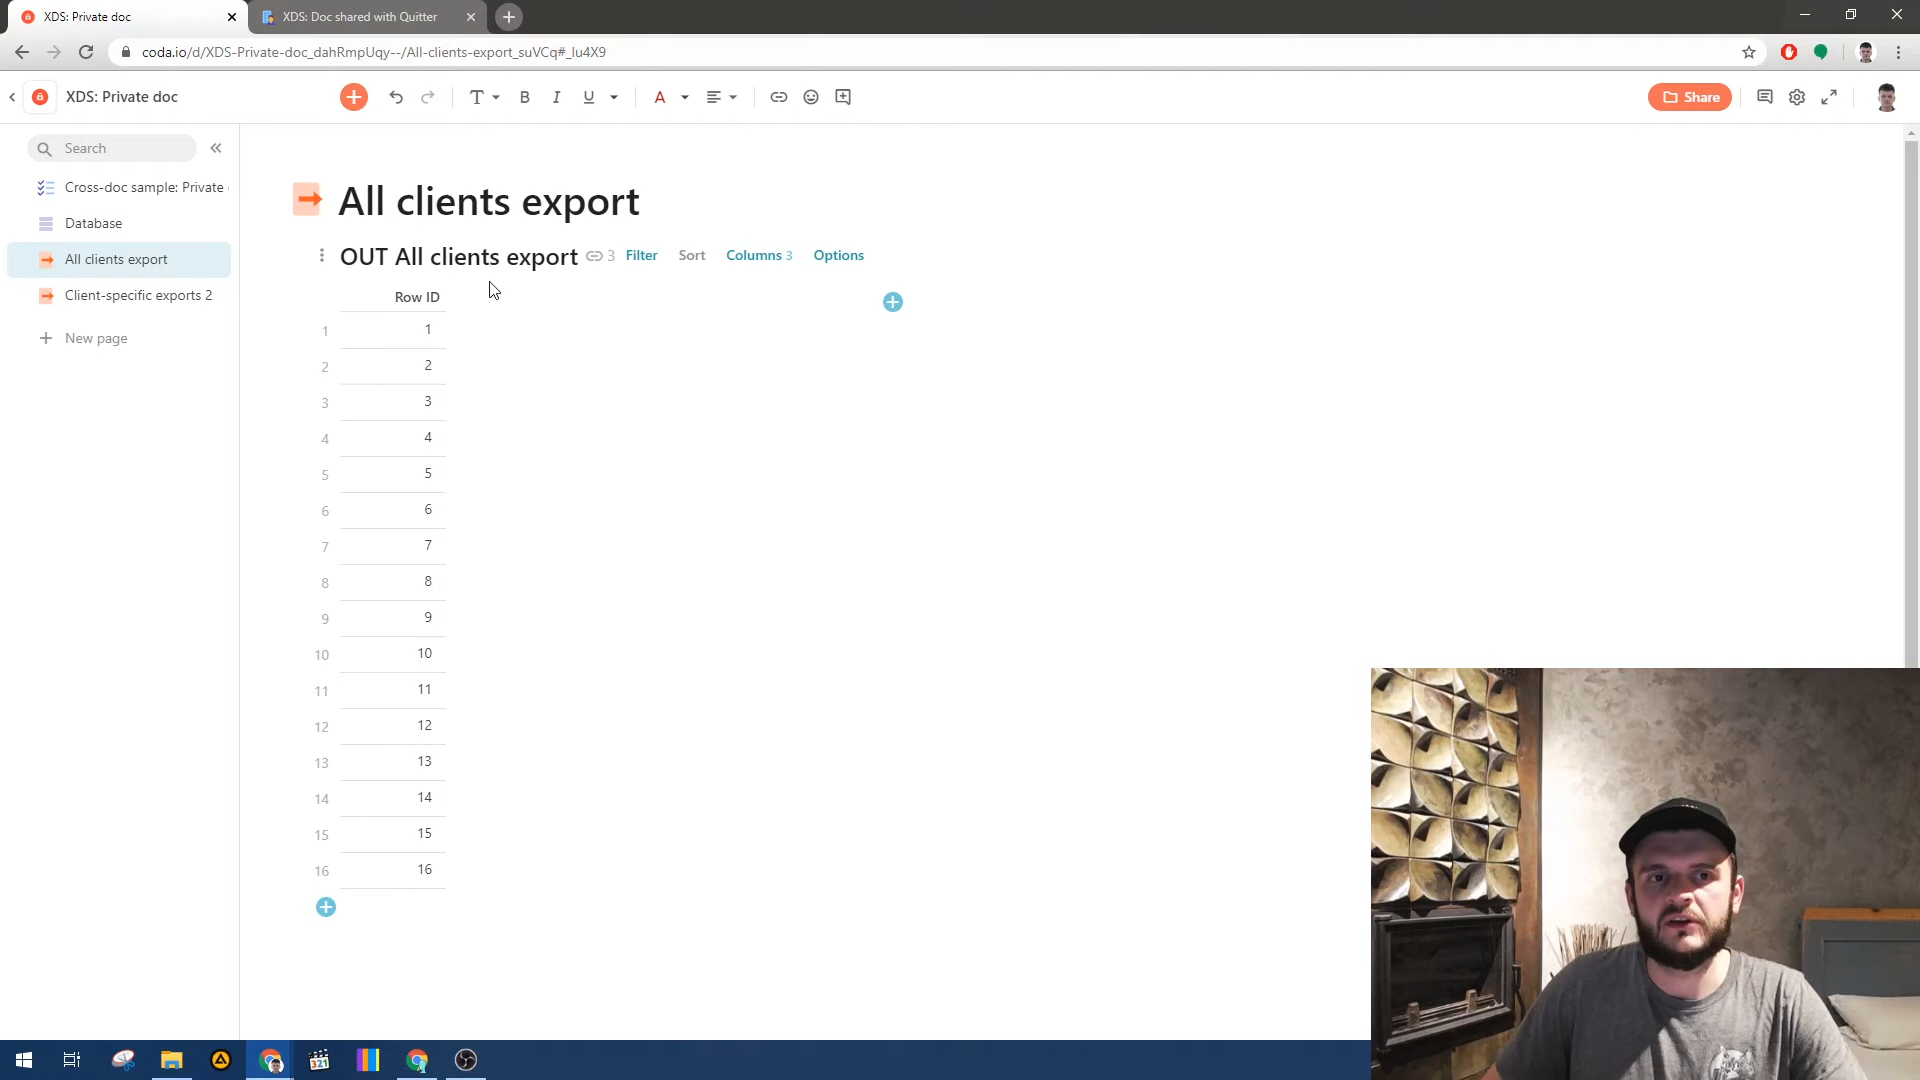 XDS: Private doc
XDS: Doc shared with Quitter
coda.io/d/XDS-Private-doc_dahRmpUqy--/All-clients-export_suVCq#_lu4X9
XDS: Private doc
T B I U A
Share
Search
Cross-doc sample: Private
Database
All clients export
Client-specific exports 2
New page
All clients export
OUT All clients export 3 Filter Sort Columns 3 Options
Row ID
1 1
2 2
3 3
4 4
5 5
6 6
7 7
8 8
9 9
10 10
11 11
12 12
13 13
14 14
15 15
16 16
321